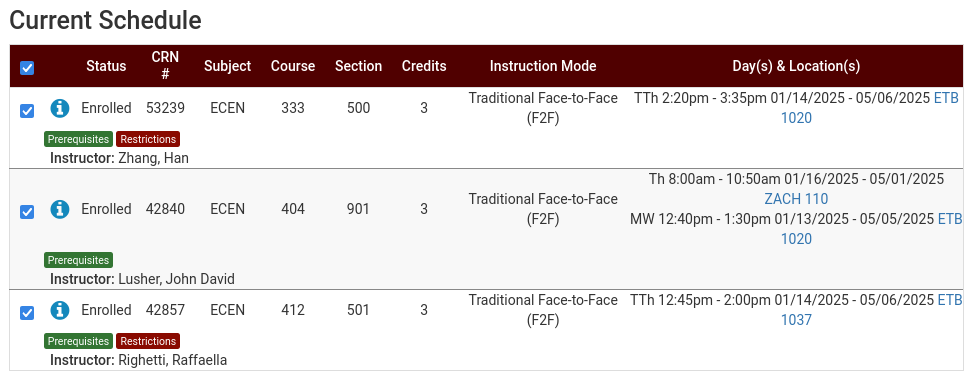 Current Schedule
Status CRN # Subject Course Section Credits Instruction Mode Day(s) & Location(s)
Enrolled 53239 ECEN 333 500 3 Traditional Face-to-Face (F2F) TTh 2:20pm - 3:35pm 01/14/2025 - 05/06/2025 ETB 1020
Prerequisites Restrictions
Instructor: Zhang, Han
Enrolled 42840 ECEN 404 901 3 Traditional Face-to-Face (F2F) Th 8:00am - 10:50am 01/16/2025 - 05/01/2025 ZACH 110
MW 12:40pm - 1:30pm 01/13/2025 - 05/05/2025 ETB 1020
Prerequisites
Instructor: Lusher, John David
Enrolled 42857 ECEN 412 501 3 Traditional Face-to-Face (F2F) TTh 12:45pm - 2:00pm 01/14/2025 - 05/06/2025 ETB 1037
Prerequisites Restrictions
Instructor: Righetti, Raffaella